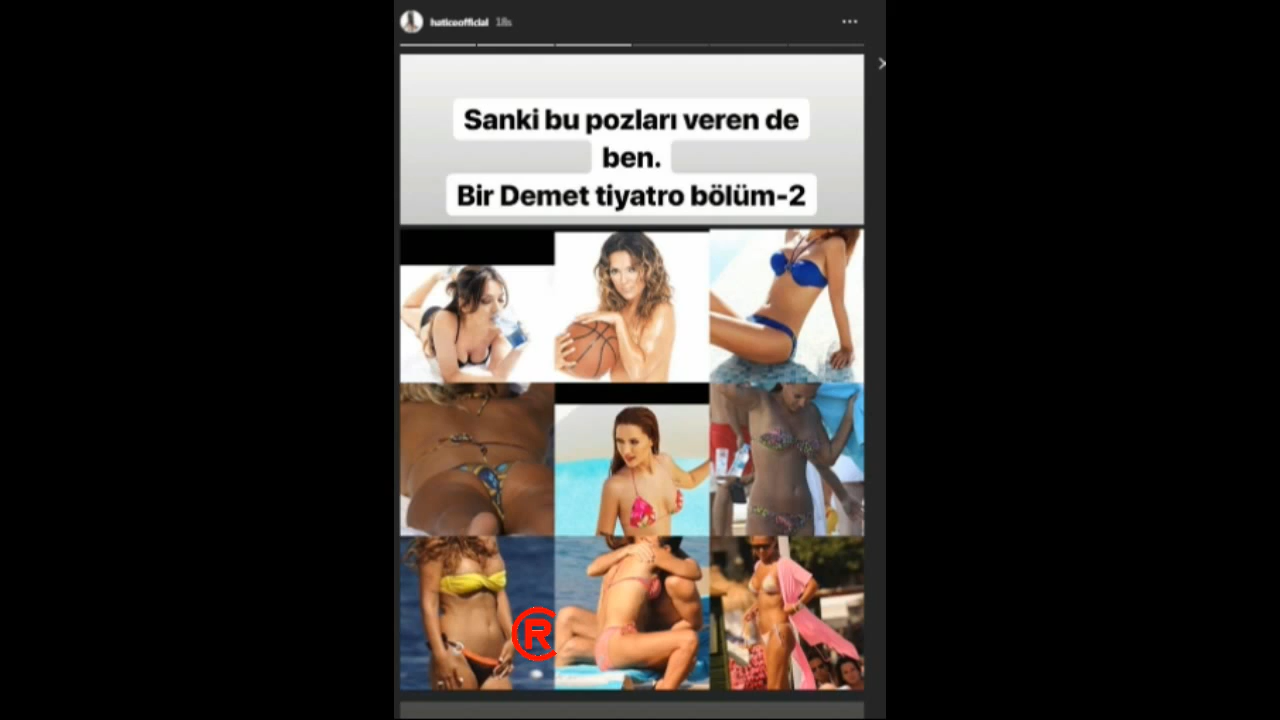 haticeofficial 18s
Sanki bu pozları veren de
ben.
Bir Demet tiyatro bölüm-2
R